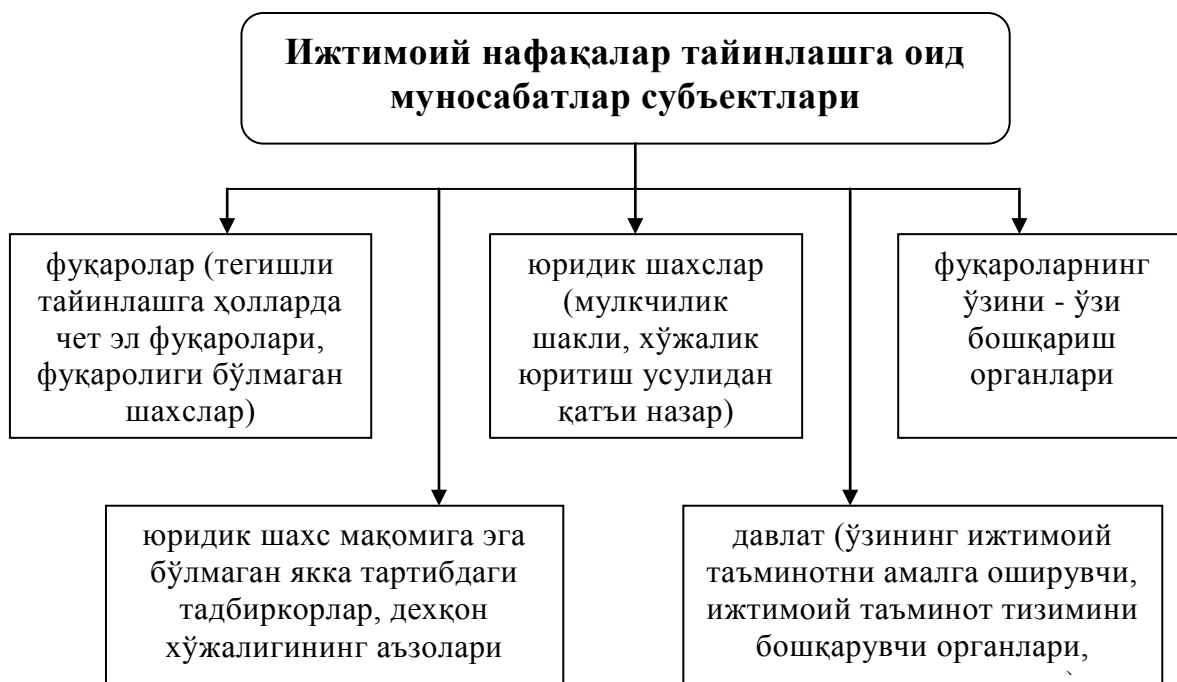 Ижтимоий нафақалар тайинлашга оид
муносабатлар субъектлари
фуқаролар (тегишли
тайинлашга ҳолларда
чет эл фуқаролари,
фуқаролиги бўлмаган
шахслар)
юридик шахслар
(мулкчилик
шакли, хўжалик
юритиш усулидан
қатъи назар)
фуқароларнинг
ўзини - ўзи
бошқариш
органлари
юридик шахс мақомига эга
бўлмаган якка тартибдаги
тадбиркорлар, дехқон
хўжалигининг аъзолари
давлат (ўзининг ижтимоий
таъминотни амалга оширувчи,
ижтимоий таъминот тизимини
бошқарувчи органлари,